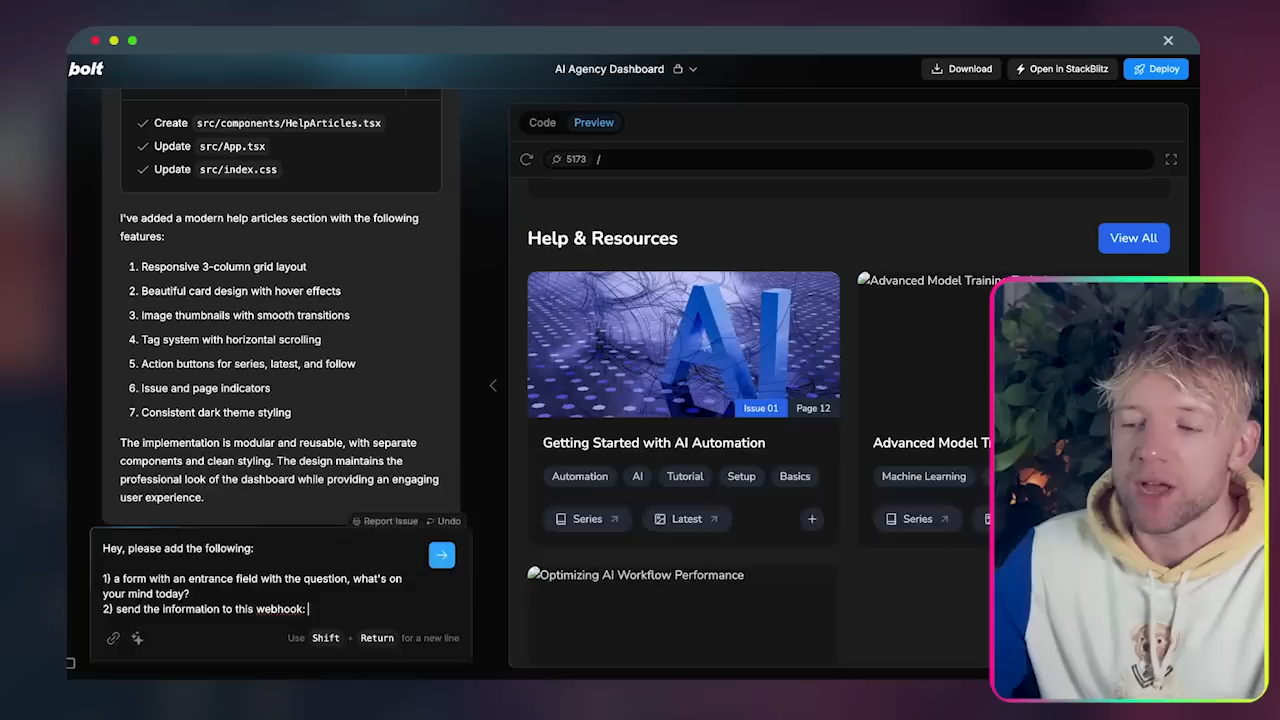 bolt
AI Agency Dashboard
Download
Open in StackBlitz
Deploy
Create src/components/HelpArticles.tsx
Update src/App.tsx
Update src/index.css
I've added a modern help articles section with the following
features:
1. Responsive 3-column grid layout
2. Beautiful card design with hover effects
3. Image thumbnails with smooth transitions
4. Tag system with horizontal scrolling
5. Action buttons for series, latest, and follow
6. Issue and page indicators
7. Consistent dark theme styling
The implementation is modular and reusable, with separate
components and clean styling. The design maintains the
professional look of the dashboard while providing an engaging
user experience.
Report Issue Undo
Hey, please add the following:
1) a form with an entrance field with the question, what's on
your mind today?
2) send the information to this webhook:
Use Shift + Return for a new line
Code Preview
5173 /
Help & Resources
View All
AI
Issue 01 Page 12
Getting Started with AI Automation
Automation AI Tutorial Setup Basics
Series Latest +
Advanced Model Training
Advanced Model T
Machine Learning
Series
Optimizing AI Workflow Performance